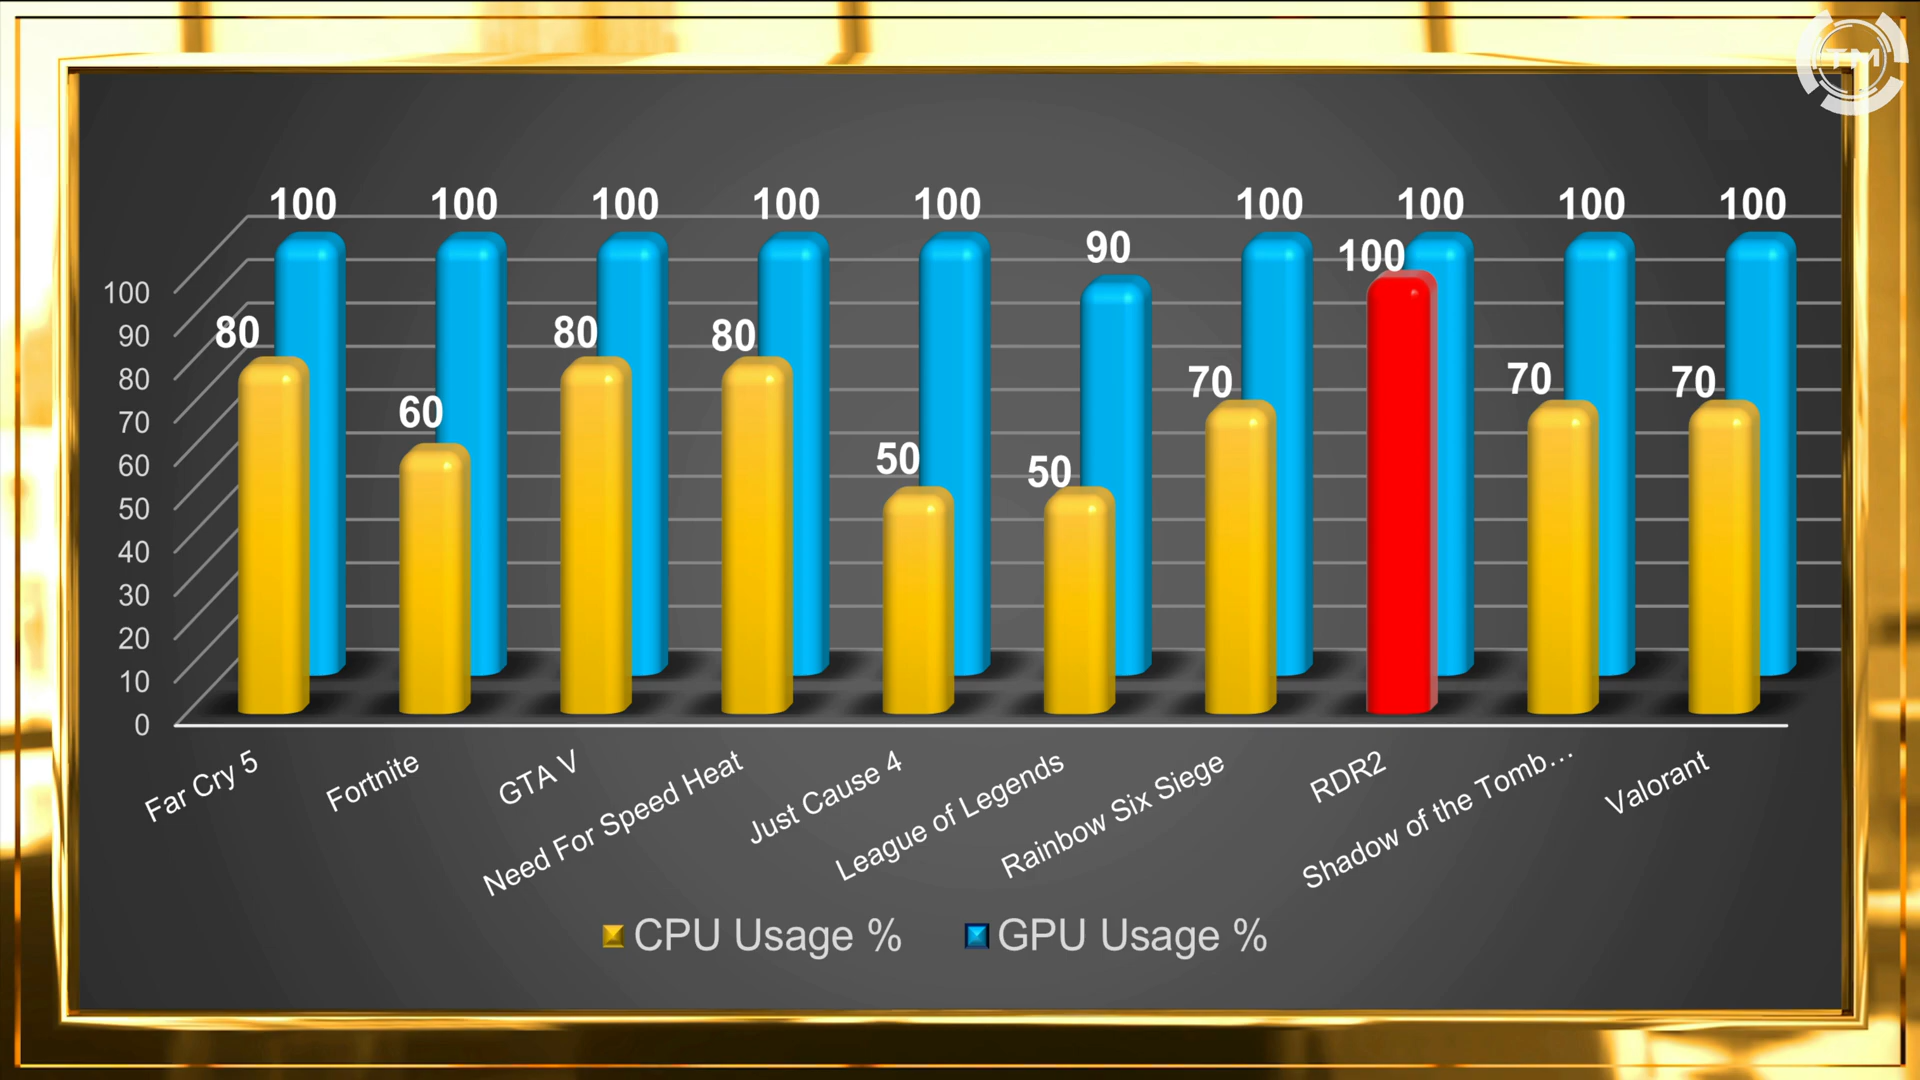 TM
100 100 100 100 100 90 100 100 100 100
80 60 80 80 50 50 70 100 70 70
100
90
80
70
60
50
40
30
20
10
0
Far Cry 5
Fortnite
GTA V
Need For Speed Heat
Just Cause 4
League of Legends
Rainbow Six Siege
RDR2
Shadow of the Tomb...
Valorant
CPU Usage % GPU Usage %